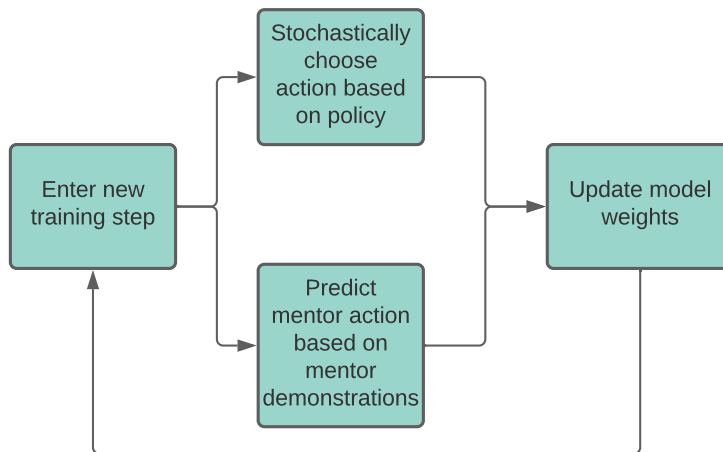 Enter new
training step
Stochastically
choose
action based
on policy
Predict
mentor action
based on
mentor
demonstrations
Update model
weights